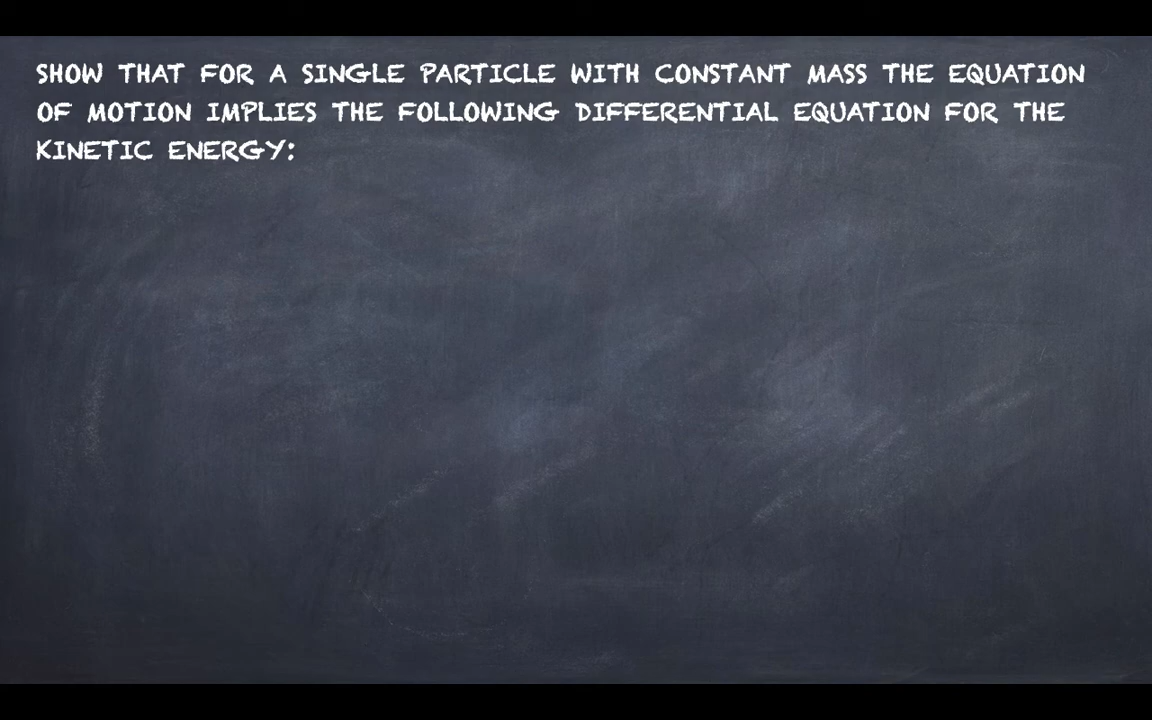 SHOW THAT FOR A SINGLE PARTICLE WITH CONSTANT MASS THE EQUATION
OF MOTION IMPLIES THE FOLLOWING DIFFERENTIAL EQUATION FOR THE
KINETIC ENERGY: